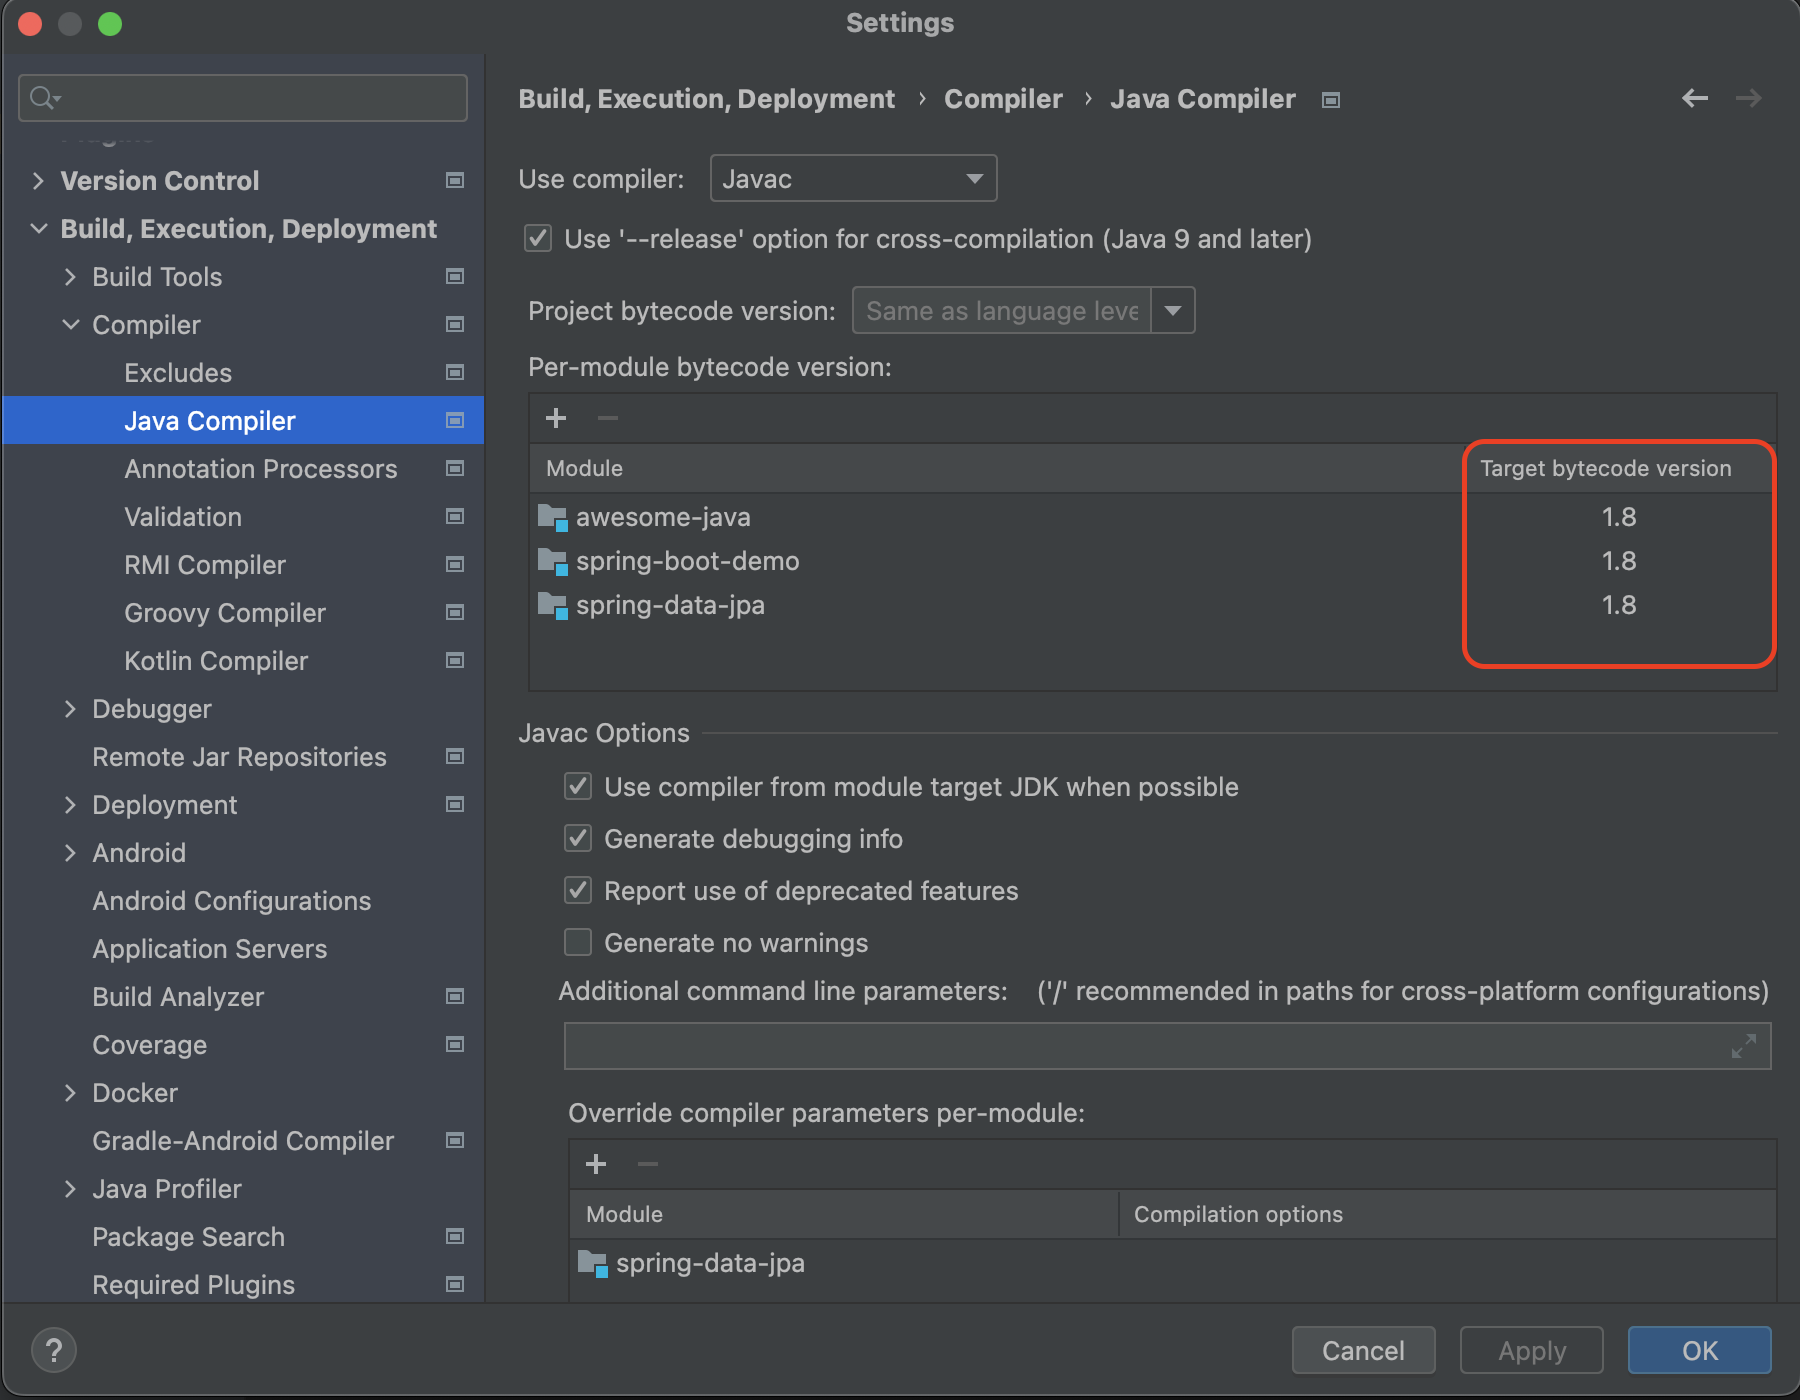 Settings
Version Control
Build, Execution, Deployment
Build Tools
Compiler
Excludes
Java Compiler
Annotation Processors
Validation
RMI Compiler
Groovy Compiler
Kotlin Compiler
Debugger
Remote Jar Repositories
Deployment
Android
Android Configurations
Application Servers
Build Analyzer
Coverage
Docker
Gradle-Android Compiler
Java Profiler
Package Search
Required Plugins
Build, Execution, Deployment › Compiler › Java Compiler
Use compiler: Javac
Use '--release' option for cross-compilation (Java 9 and later)
Project bytecode version: Same as language leve
Per-module bytecode version:
Module Target bytecode version
awesome-java 1.8
spring-boot-demo 1.8
spring-data-jpa 1.8
Javac Options
Use compiler from module target JDK when possible
Generate debugging info
Report use of deprecated features
Generate no warnings
Additional command line parameters: ('/' recommended in paths for cross-platform configurations)
Override compiler parameters per-module:
Module Compilation options
spring-data-jpa
? Cancel Apply OK